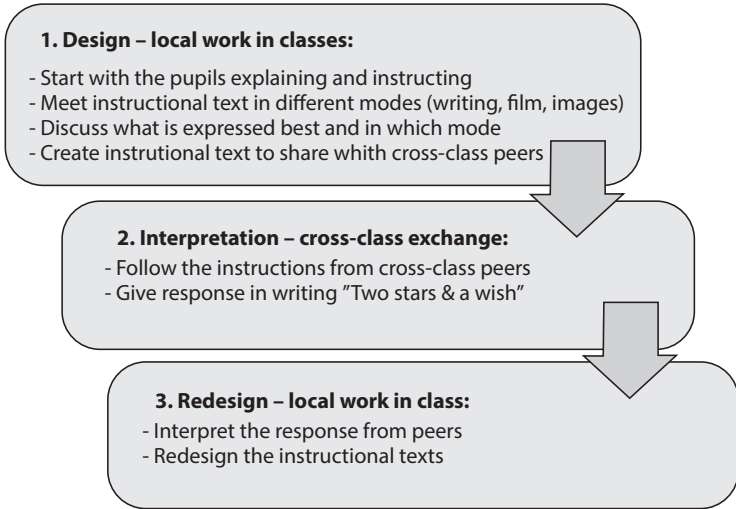 1. Design – local work in classes:
- Start with the pupils explaining and instructing
- Meet instructional text in different modes (writing, film, images)
- Discuss what is expressed best and in which mode
- Create instrutional text to share whith cross-class peers
2. Interpretation – cross-class exchange:
- Follow the instructions from cross-class peers
- Give response in writing ”Two stars & a wish”
3. Redesign – local work in class:
- Interpret the response from peers
- Redesign the instructional texts